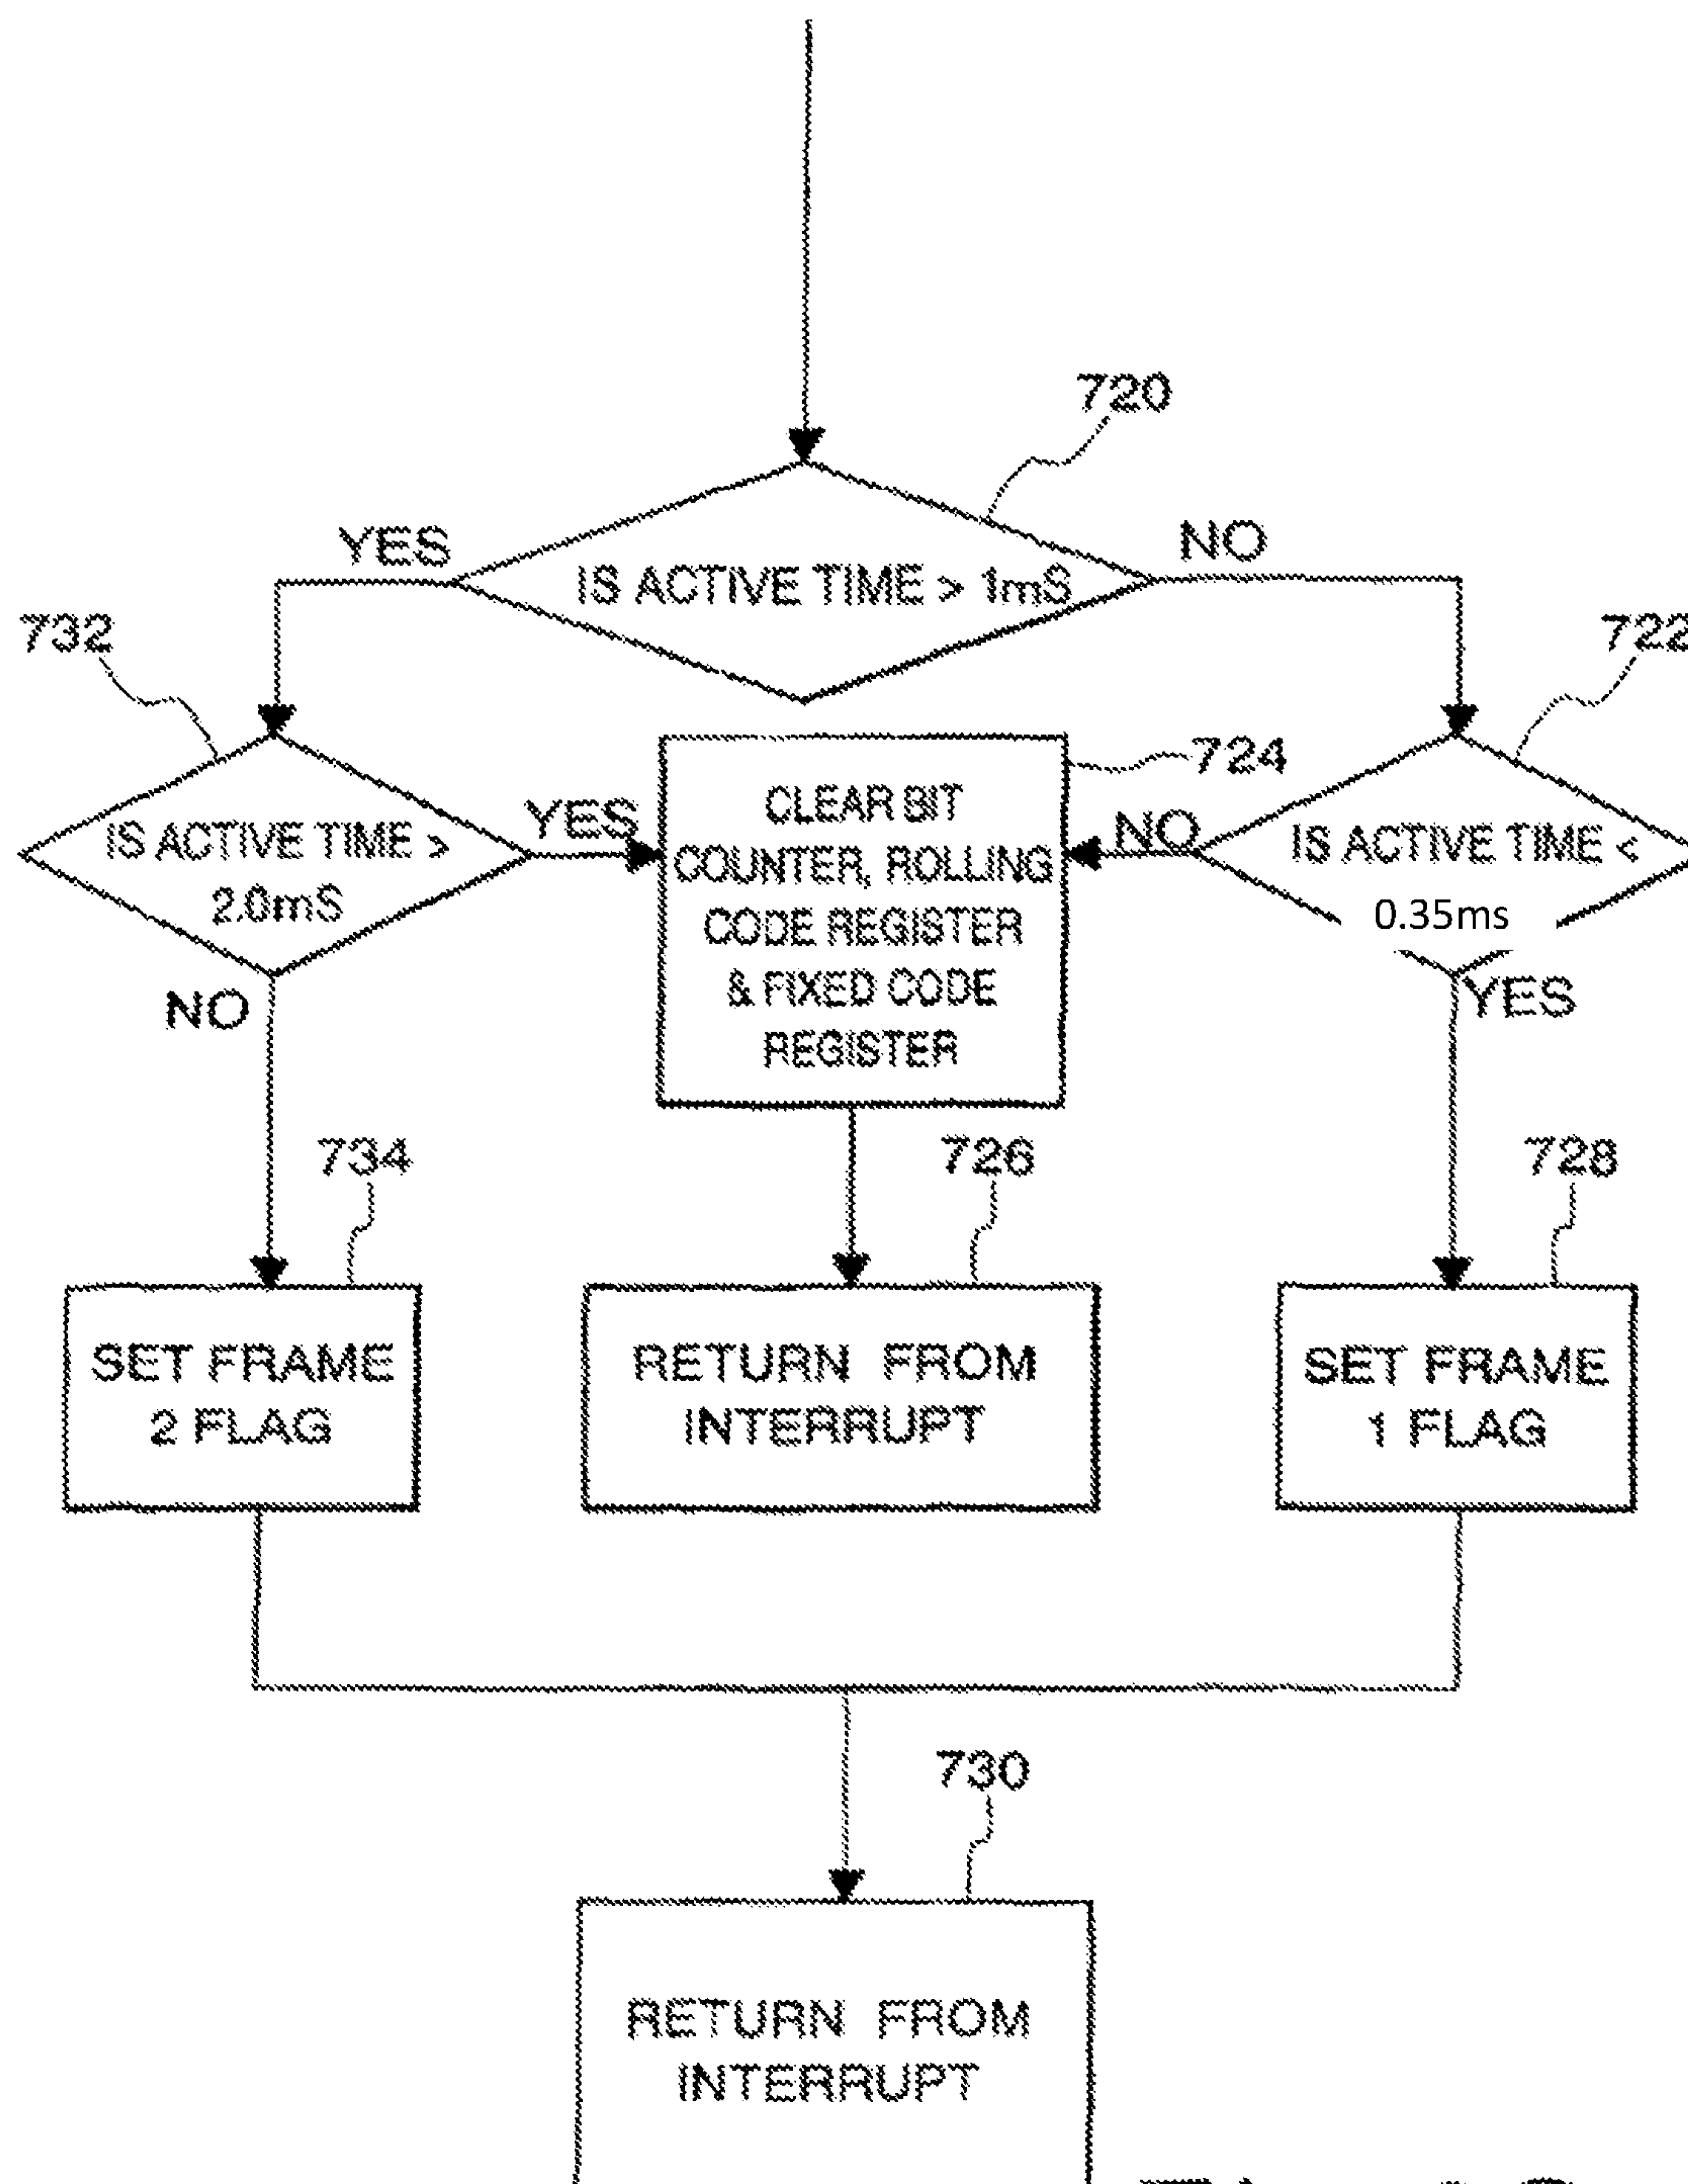 720
YES
NO
IS ACTIVE TIME > 1mS
732
722
724
CLEAR BIT
COUNTER, ROLLING
CODE REGISTER
& FIXED CODE
REGISTER
YES
NO
IS ACTIVE TIME >
2.0mS
IS ACTIVE TIME <
0.35ms
NO
YES
734
726
728
SET FRAME
2 FLAG
RETURN FROM
INTERRUPT
SET FRAME
1 FLAG
730
RETURN FROM
INTERRUPT